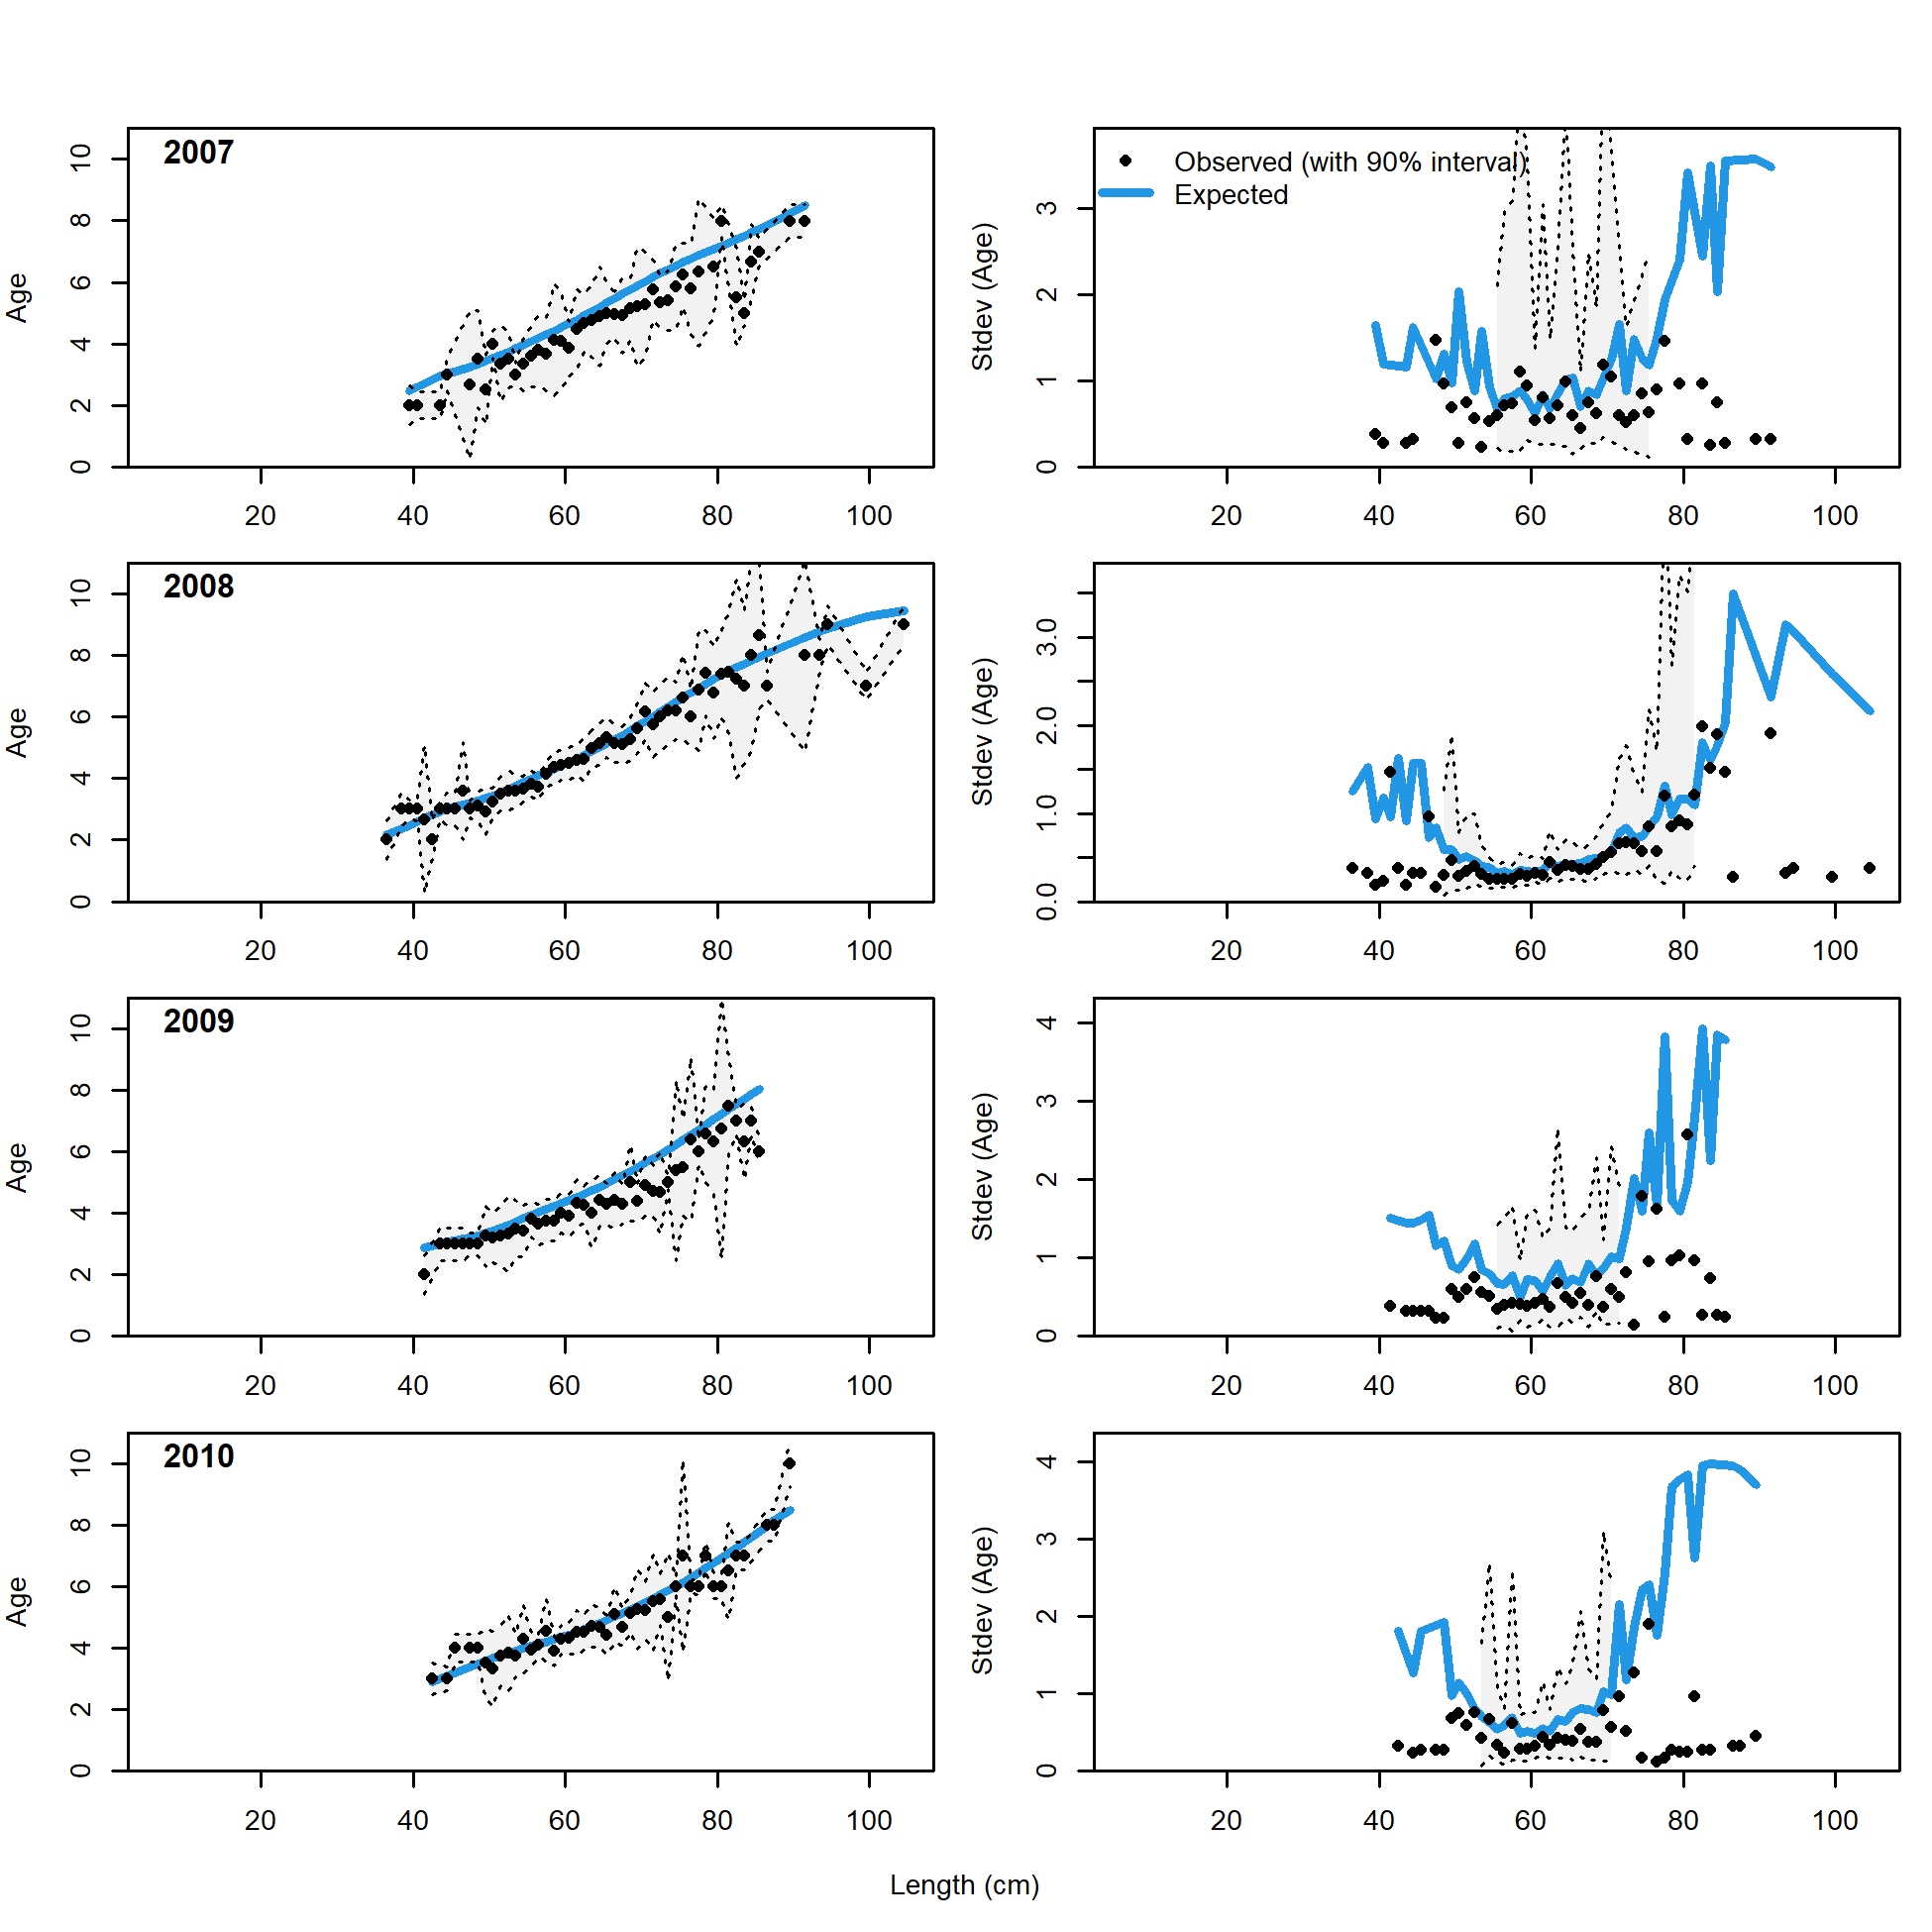 2007
Age
0 2 4 6 8 10
20 40 60 80 100
Observed (with 90% interval)
Expected
Stdev (Age)
0 1 2 3
20 40 60 80 100
2008
Age
0 2 4 6 8 10
20 40 60 80 100
Stdev (Age)
0.0 1.0 2.0 3.0
20 40 60 80 100
2009
Age
0 2 4 6 8 10
20 40 60 80 100
Stdev (Age)
0 1 2 3 4
20 40 60 80 100
2010
Age
0 2 4 6 8 10
20 40 60 80 100
Stdev (Age)
0 1 2 3 4
20 40 60 80 100
Length (cm)